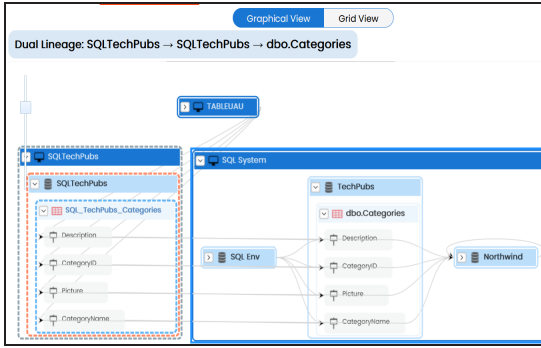 Graphical View Grid View
Dual Lineage: SQLTechPubs → SQLTechPubs → dbo.Categories
TABLEUAU
SQLTechPubs
SQL System
SQLTechPubs
TechPubs
SQL_TechPubs_Categories
dbo.Categories
Description
Description
SQL Env
Northwind
CategoryID
CategoryID
Picture
Picture
CategoryName
CategoryName